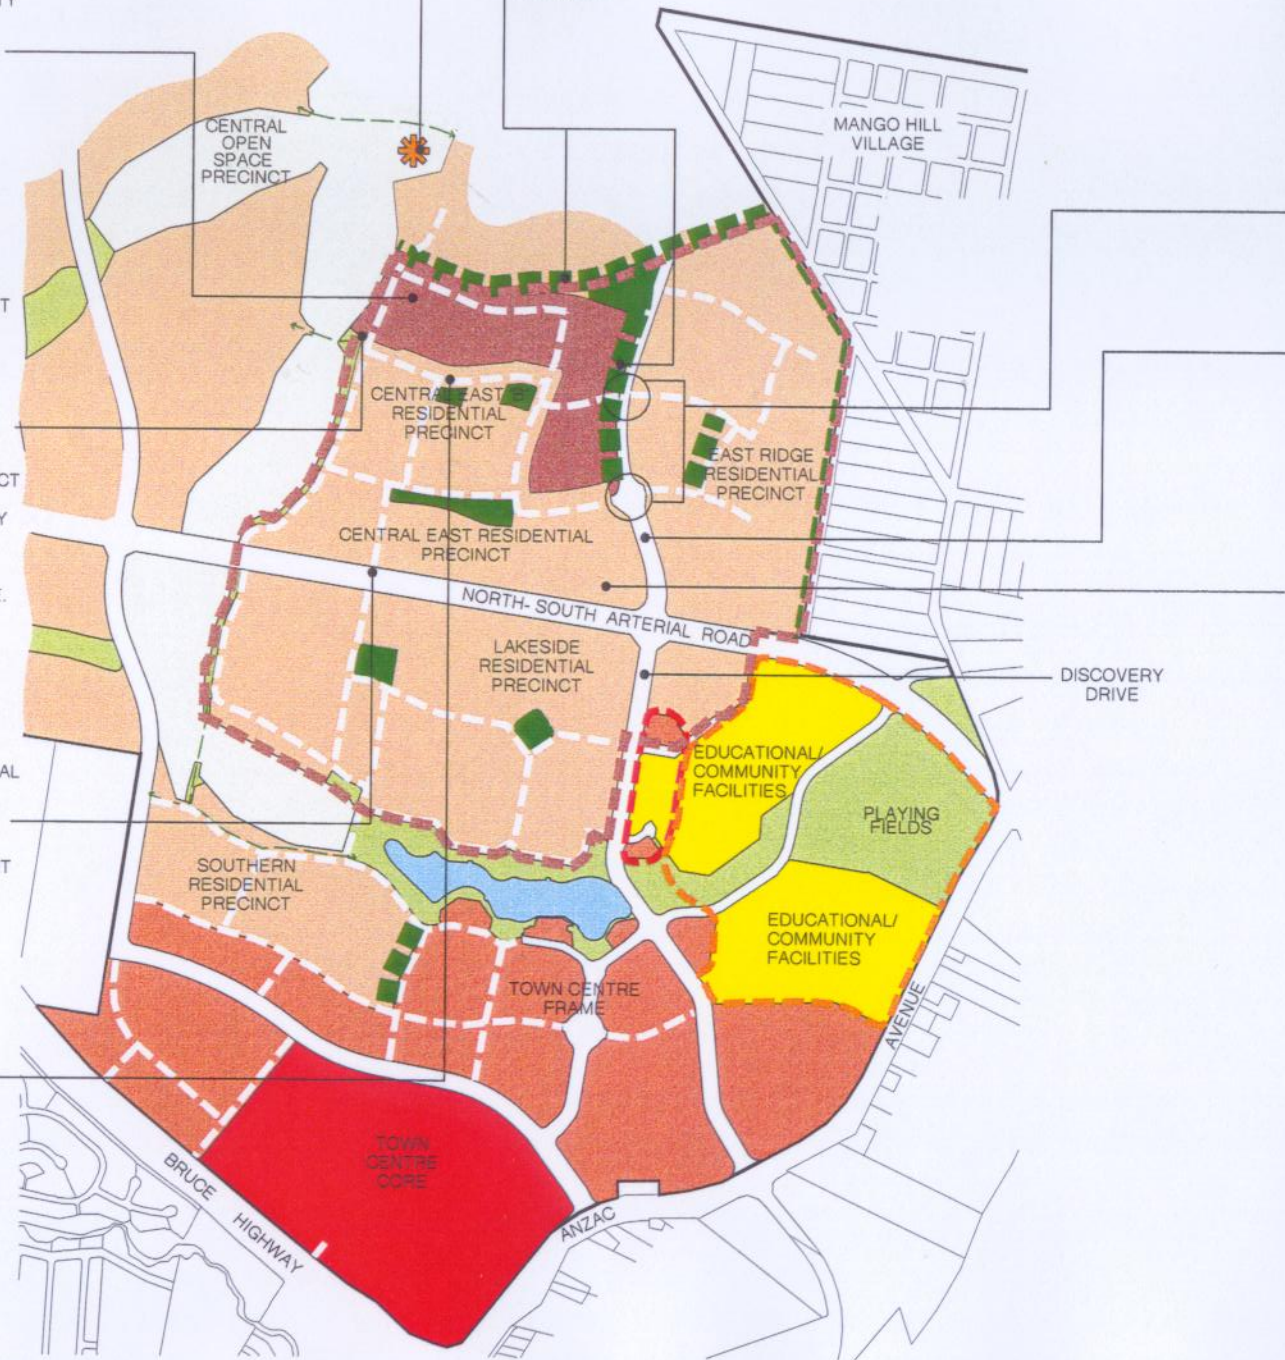 Y
CENTRAL
OPEN
SPACE
PRECINCT
MANGO HILL
VILLAGE
T
CENTRAL EAST 'B'
RESIDENTIAL
PRECINCT
EAST RIDGE
RESIDENTIAL
PRECINCT
CT
Y
CENTRAL EAST RESIDENTIAL
PRECINCT
E.
NORTH-SOUTH ARTERIAL ROAD
LAKESIDE
RESIDENTIAL
PRECINCT
DISCOVERY
DRIVE
EDUCATIONAL/
COMMUNITY
FACILITIES
AL
PLAYING
FIELDS
T
SOUTHERN
RESIDENTIAL
PRECINCT
EDUCATIONAL/
COMMUNITY
FACILITIES
TOWN CENTRE
FRAME
AVENUE
TOWN
CENTRE
CORE
BRUCE HIGHWAY
ANZAC